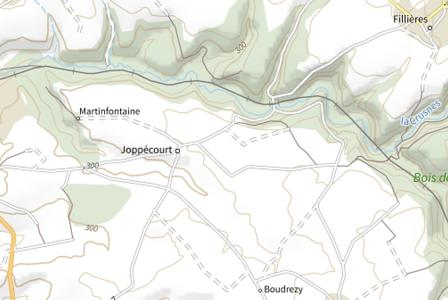 Fillières
300
Martinfontaine
la Crusnes
Joppécourt
300
Bois de
300
Boudrezy